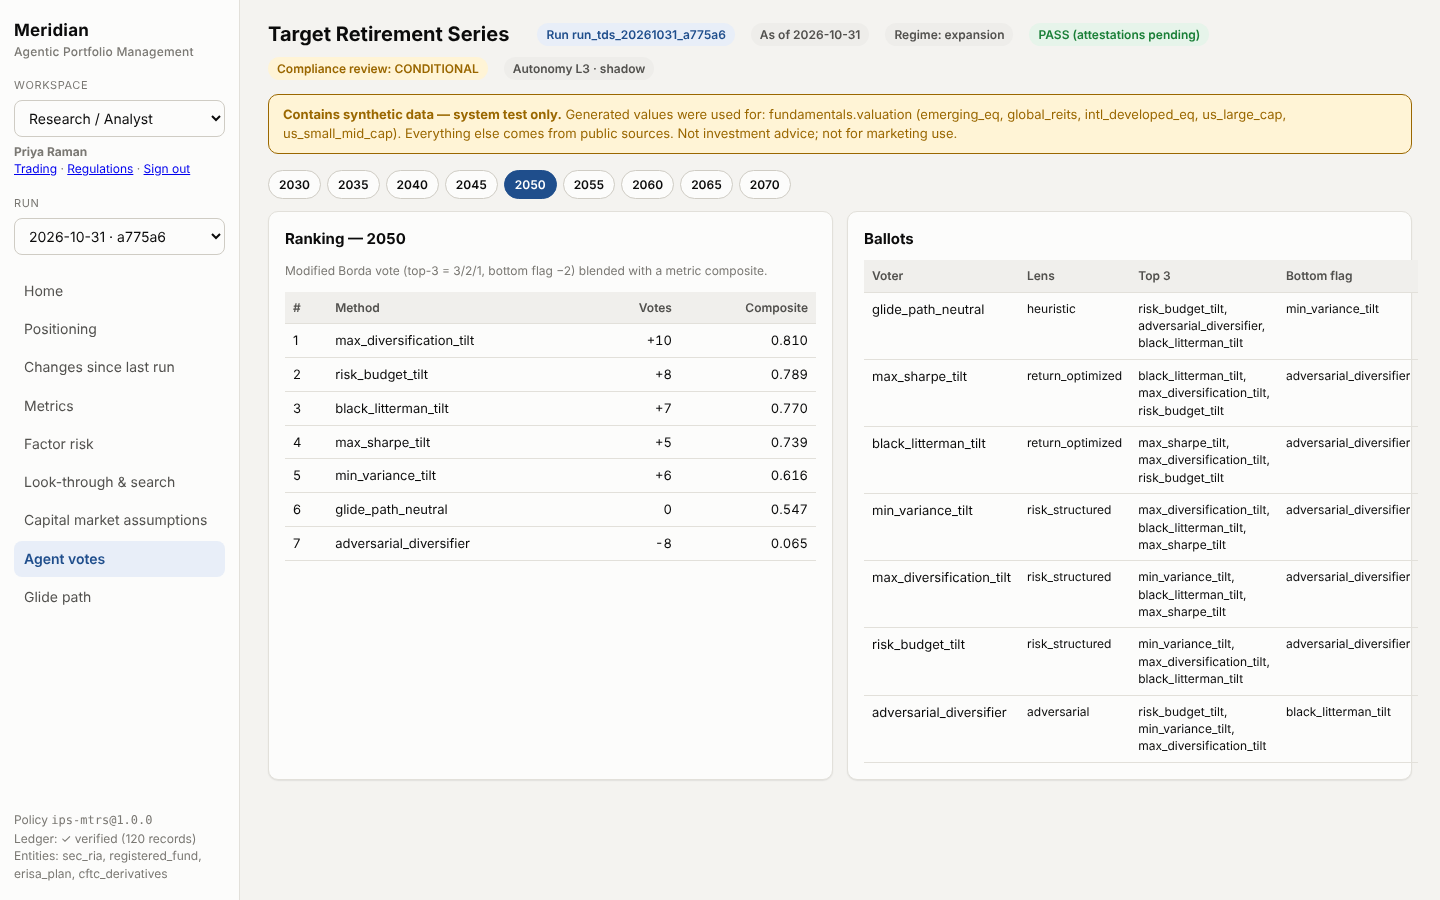 Meridian
Agentic Portfolio Management
WORKSPACE
Research / Analyst
Priya Raman
Trading · Regulations · Sign out
RUN
2026-10-31 · a775a6
Home
Positioning
Changes since last run
Metrics
Factor risk
Look-through & search
Capital market assumptions
Agent votes
Glide path
Policy ips-mtrs@1.0.0
Ledger: ✓ verified (120 records)
Entities: sec_ria, registered_fund,
erisa_plan, cftc_derivatives
Target Retirement Series
Run run_tds_20261031_a775a6
As of 2026-10-31
Regime: expansion
PASS (attestations pending)
Compliance review: CONDITIONAL
Autonomy L3 · shadow
Contains synthetic data — system test only. Generated values were used for: fundamentals.valuation (emerging_eq, global_reits, intl_developed_eq, us_large_cap,
us_small_mid_cap). Everything else comes from public sources. Not investment advice; not for marketing use.
2030 2035 2040 2045 2050 2055 2060 2065 2070
Ranking — 2050
Modified Borda vote (top-3 = 3/2/1, bottom flag −2) blended with a metric composite.
# Method Votes Composite
1 max_diversification_tilt +10 0.810
2 risk_budget_tilt +8 0.789
3 black_litterman_tilt +7 0.770
4 max_sharpe_tilt +5 0.739
5 min_variance_tilt +6 0.616
6 glide_path_neutral 0 0.547
7 adversarial_diversifier -8 0.065
Ballots
Voter Lens Top 3 Bottom flag
glide_path_neutral heuristic risk_budget_tilt, min_variance_tilt
adversarial_diversifier,
black_litterman_tilt
max_sharpe_tilt return_optimized black_litterman_tilt, adversarial_diversifier
max_diversification_tilt,
risk_budget_tilt
black_litterman_tilt return_optimized max_sharpe_tilt, adversarial_diversifier
max_diversification_tilt,
risk_budget_tilt
min_variance_tilt risk_structured max_diversification_tilt, adversarial_diversifier
black_litterman_tilt,
max_sharpe_tilt
max_diversification_tilt risk_structured min_variance_tilt, adversarial_diversifier
black_litterman_tilt,
max_sharpe_tilt
risk_budget_tilt risk_structured min_variance_tilt, adversarial_diversifier
max_diversification_tilt,
black_litterman_tilt
adversarial_diversifier adversarial risk_budget_tilt, black_litterman_tilt
min_variance_tilt,
max_diversification_tilt